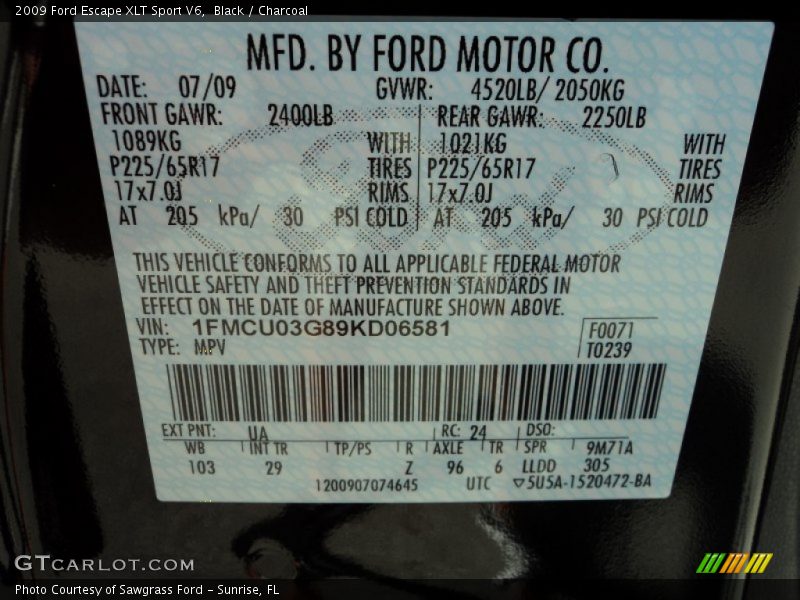 2009 Ford Escape XLT Sport V6, Black / Charcoal
MFD. BY FORD MOTOR CO.
DATE: 07/09 GVWR: 4520LB/ 2050KG
FRONT GAWR: 2400LB REAR GAWR: 2250LB
1089KG WITH 1021KG WITH
P225/65R17 TIRES P225/65R17 TIRES
17x7.0J RIMS 17x7.0J RIMS
AT 205 kPa/ 30 PSI COLD AT 205 kPa/ 30 PSI COLD
THIS VEHICLE CONFORMS TO ALL APPLICABLE FEDERAL MOTOR
VEHICLE SAFETY AND THEFT PREVENTION STANDARDS IN
EFFECT ON THE DATE OF MANUFACTURE SHOWN ABOVE.
VIN: 1FMCU03G89KD06581 F0071
TYPE: MPV T0239
EXT PNT: UA RC: 24 DSO:
WB INT TR TP/PS R AXLE TR SPR 9M71A
103 29 Z 96 6 LLDD 305
1200907074645 UTC ▽5U5A-1520472-BA
GTCARLOT.COM
Photo Courtesy of Sawgrass Ford - Sunrise, FL